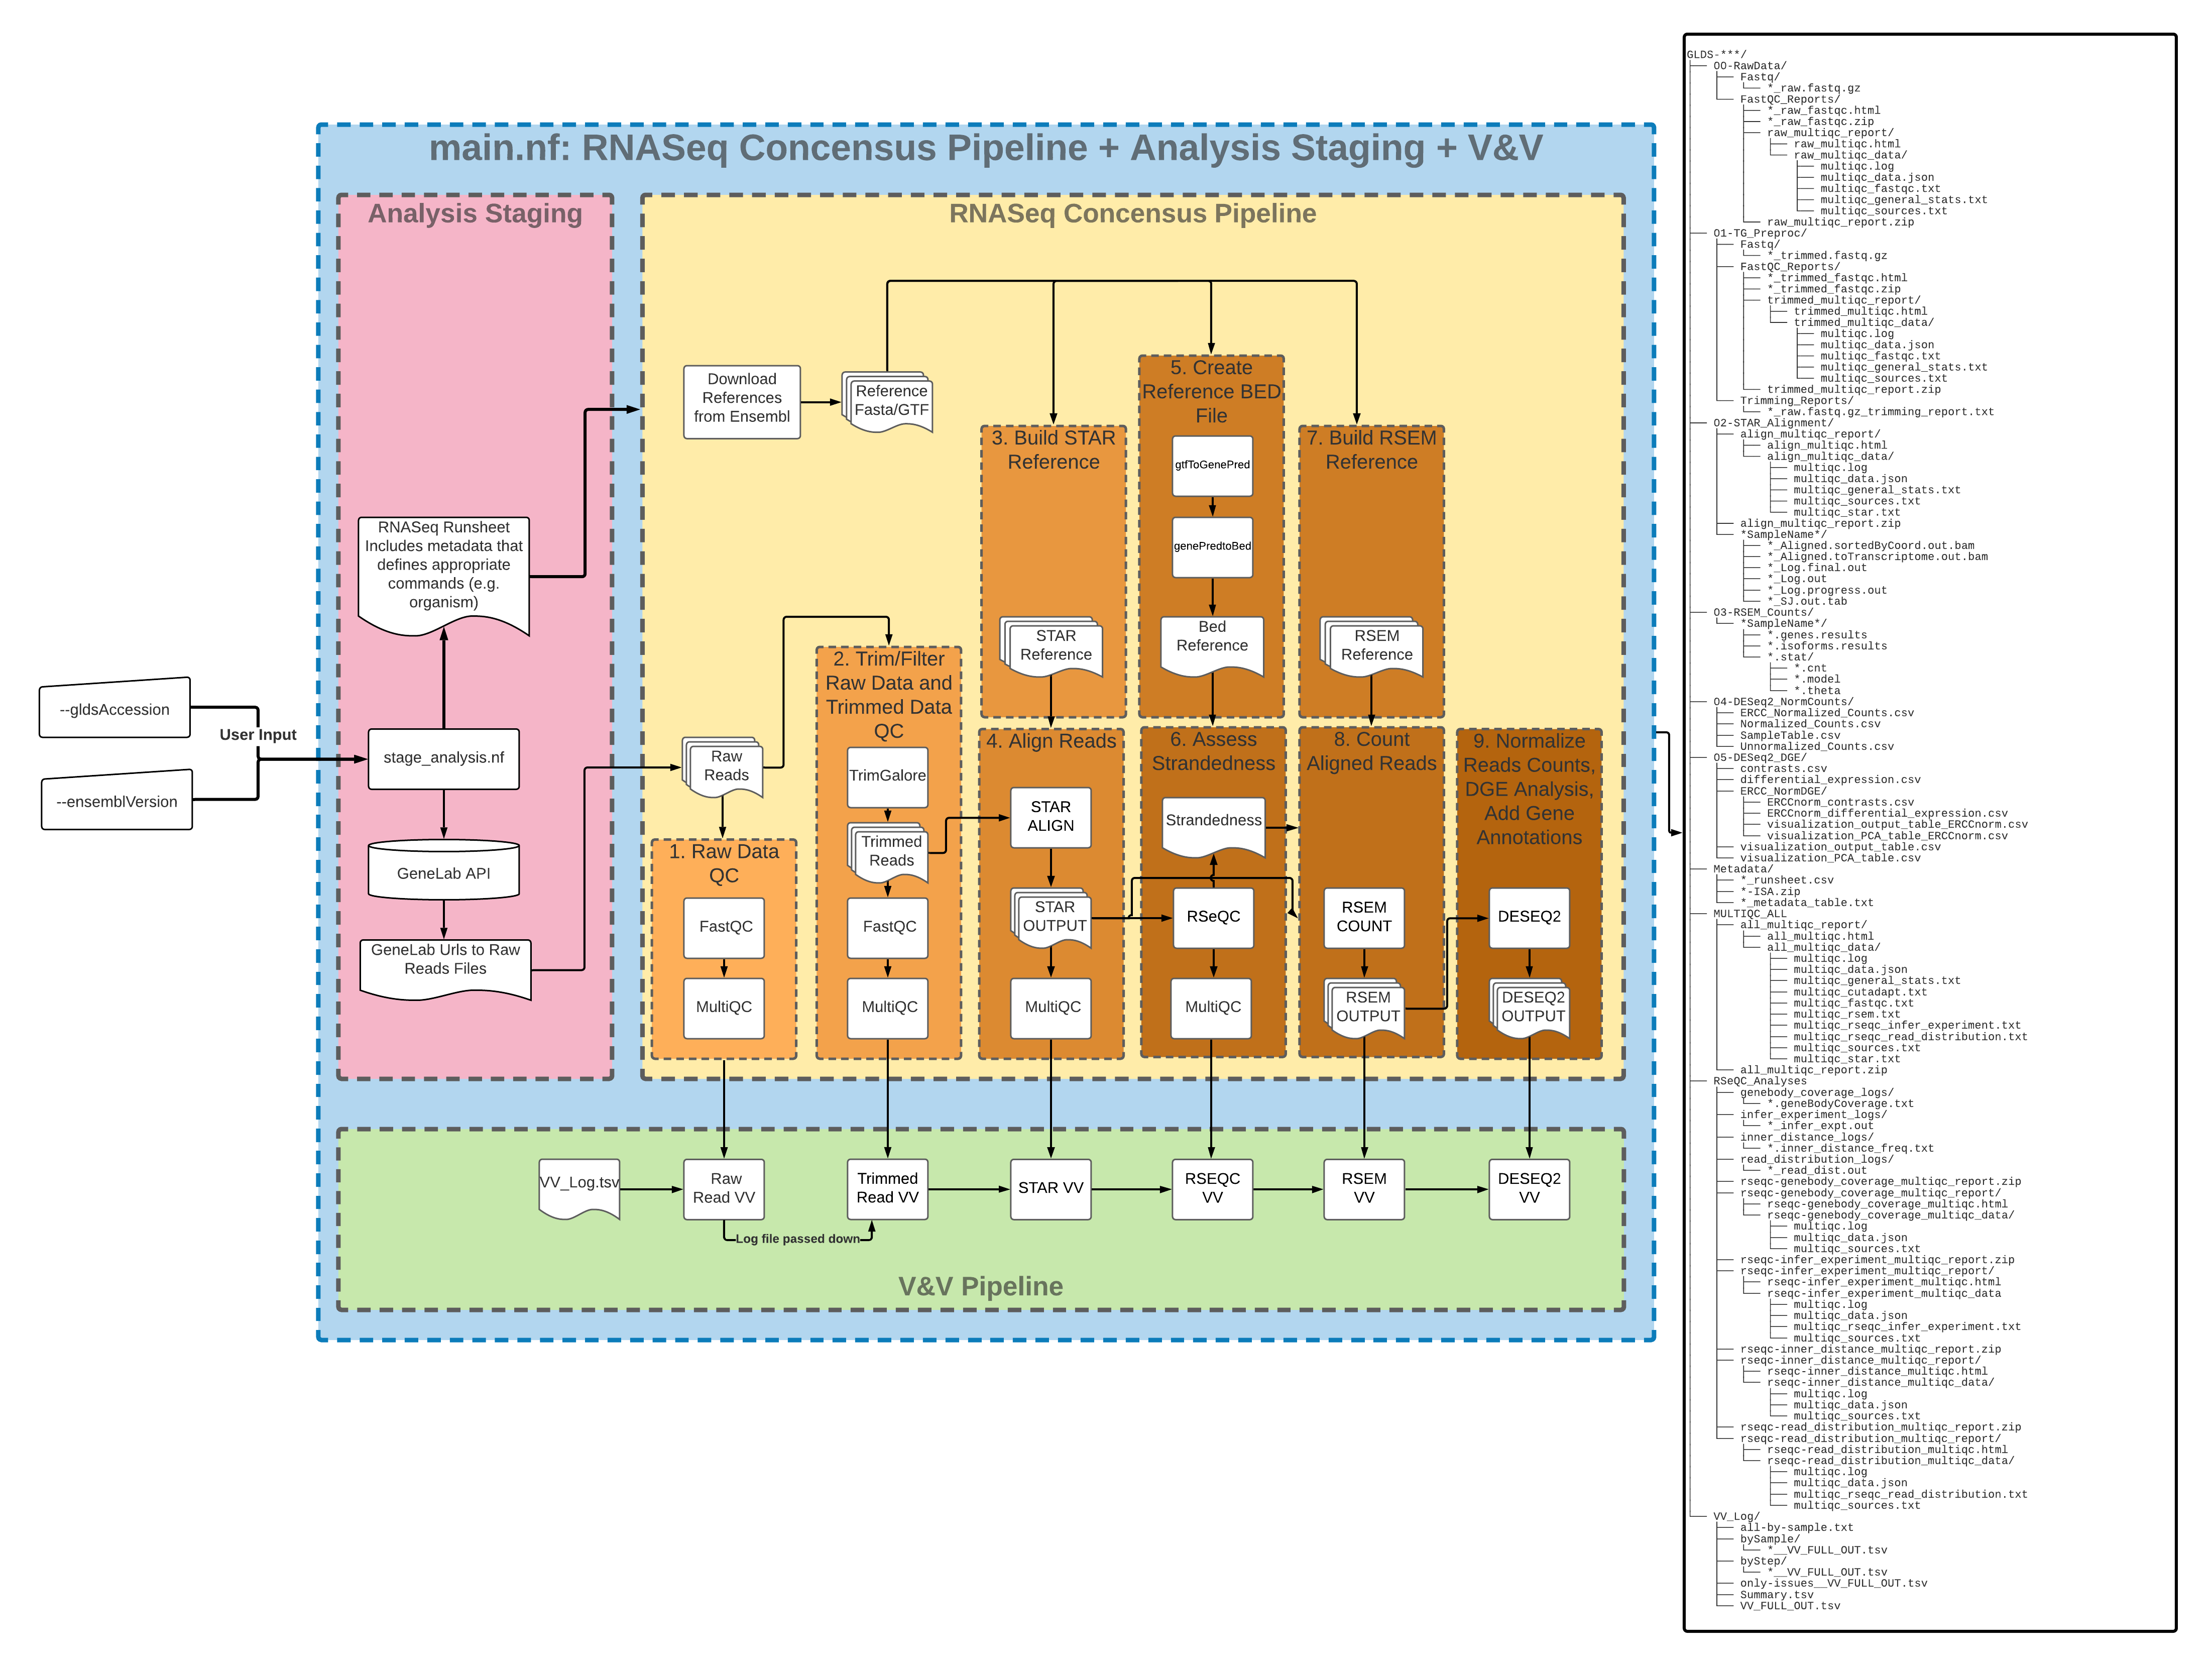 main.nf: RNASeq Concensus Pipeline + Analysis Staging + V&V
--gldsAccession
--ensemblVersion
User Input
Analysis Staging
RNASeq Runsheet
Includes metadata that
defines appropriate
commands (e.g.
organism)
stage_analysis.nf
GeneLab API
GeneLab Urls to Raw
Reads Files
RNASeq Concensus Pipeline
Download
References
from Ensembl
Reference
Fasta/GTF
Raw
Reads
1. Raw Data
QC
FastQC
MultiQC
2. Trim/Filter
Raw Data and
Trimmed Data
QC
TrimGalore
Trimmed
Reads
FastQC
MultiQC
3. Build STAR
Reference
STAR
Reference
4. Align Reads
STAR
ALIGN
STAR
OUTPUT
MultiQC
5. Create
Reference BED
File
gtfToGenePred
genePredtoBed
Bed
Reference
6. Assess
Strandedness
Strandedness
RSeQC
MultiQC
7. Build RSEM
Reference
RSEM
Reference
8. Count
Aligned Reads
RSEM
COUNT
RSEM
OUTPUT
9. Normalize
Reads Counts,
DGE Analysis,
Add Gene
Annotations
DESEQ2
DESEQ2
OUTPUT
VV_Log.tsv
Raw
Read VV
Log file passed down
Trimmed
Read VV
STAR VV
RSEQC
VV
RSEM
VV
DESEQ2
VV
V&V Pipeline
GLDS-***/
├── 00-RawData/
│   ├── Fastq/
│   │   └── *_raw.fastq.gz
│   └── FastQC_Reports/
│       ├── *_raw_fastqc.html
│       ├── *_raw_fastqc.zip
│       ├── raw_multiqc_report/
│       │   ├── raw_multiqc.html
│       │   └── raw_multiqc_data/
│       │       ├── multiqc.log
│       │       ├── multiqc_data.json
│       │       ├── multiqc_fastqc.txt
│       │       ├── multiqc_general_stats.txt
│       │       └── multiqc_sources.txt
│       └── raw_multiqc_report.zip
├── 01-TG_Preproc/
│   ├── Fastq/
│   │   └── *_trimmed.fastq.gz
│   ├── FastQC_Reports/
│   │   ├── *_trimmed_fastqc.html
│   │   ├── *_trimmed_fastqc.zip
│   │   ├── trimmed_multiqc_report/
│   │   │   ├── trimmed_multiqc.html
│   │   │   └── trimmed_multiqc_data/
│   │   │       ├── multiqc.log
│   │   │       ├── multiqc_data.json
│   │   │       ├── multiqc_fastqc.txt
│   │   │       ├── multiqc_general_stats.txt
│   │   │       └── multiqc_sources.txt
│   │   └── trimmed_multiqc_report.zip
│   └── Trimming_Reports/
│       └── *_raw.fastq.gz_trimming_report.txt
├── 02-STAR_Alignment/
│   ├── align_multiqc_report/
│   │   ├── align_multiqc.html
│   │   └── align_multiqc_data/
│   │       ├── multiqc.log
│   │       ├── multiqc_data.json
│   │       ├── multiqc_general_stats.txt
│   │       ├── multiqc_sources.txt
│   │       └── multiqc_star.txt
│   ├── align_multiqc_report.zip
│   └── *SampleName*/
│       ├── *_Aligned.sortedByCoord.out.bam
│       ├── *_Aligned.toTranscriptome.out.bam
│       ├── *_Log.final.out
│       ├── *_Log.out
│       ├── *_Log.progress.out
│       └── *_SJ.out.tab
├── 03-RSEM_Counts/
│   └── *SampleName*/
│       ├── *.genes.results
│       ├── *.isoforms.results
│       └── *.stat/
│           ├── *.cnt
│           ├── *.model
│           └── *.theta
├── 04-DESeq2_NormCounts/
│   ├── ERCC_Normalized_Counts.csv
│   ├── Normalized_Counts.csv
│   ├── SampleTable.csv
│   └── Unnormalized_Counts.csv
├── 05-DESeq2_DGE/
│   ├── contrasts.csv
│   ├── differential_expression.csv
│   ├── ERCC_NormDGE/
│   │   ├── ERCCnorm_contrasts.csv
│   │   ├── ERCCnorm_differential_expression.csv
│   │   ├── visualization_output_table_ERCCnorm.csv
│   │   └── visualization_PCA_table_ERCCnorm.csv
│   ├── visualization_output_table.csv
│   └── visualization_PCA_table.csv
├── Metadata/
│   ├── *_runsheet.csv
│   ├── *-ISA.zip
│   └── *_metadata_table.txt
├── MULTIQC_ALL
│   ├── all_multiqc_report/
│   │   ├── all_multiqc.html
│   │   └── all_multiqc_data/
│   │       ├── multiqc.log
│   │       ├── multiqc_data.json
│   │       ├── multiqc_general_stats.txt
│   │       ├── multiqc_cutadapt.txt
│   │       ├── multiqc_fastqc.txt
│   │       ├── multiqc_rsem.txt
│   │       ├── multiqc_rseqc_infer_experiment.txt
│   │       ├── multiqc_rseqc_read_distribution.txt
│   │       ├── multiqc_sources.txt
│   │       └── multiqc_star.txt
│   └── all_multiqc_report.zip
├── RSeQC_Analyses
│   ├── genebody_coverage_logs/
│   │   └── *.geneBodyCoverage.txt
│   ├── infer_experiment_logs/
│   │   └── *_infer_expt.out
│   ├── inner_distance_logs/
│   │   └── *.inner_distance_freq.txt
│   ├── read_distribution_logs/
│   │   └── *_read_dist.out
│   ├── rseqc-genebody_coverage_multiqc_report.zip
│   ├── rseqc-genebody_coverage_multiqc_report/
│   │   ├── rseqc-genebody_coverage_multiqc.html
│   │   └── rseqc-genebody_coverage_multiqc_data/
│   │       ├── multiqc.log
│   │       ├── multiqc_data.json
│   │       └── multiqc_sources.txt
│   ├── rseqc-infer_experiment_multiqc_report.zip
│   ├── rseqc-infer_experiment_multiqc_report/
│   │   ├── rseqc-infer_experiment_multiqc.html
│   │   └── rseqc-infer_experiment_multiqc_data
│   │       ├── multiqc.log
│   │       ├── multiqc_data.json
│   │       ├── multiqc_rseqc_infer_experiment.txt
│   │       └── multiqc_sources.txt
│   ├── rseqc-inner_distance_multiqc_report.zip
│   ├── rseqc-inner_distance_multiqc_report/
│   │   ├── rseqc-inner_distance_multiqc.html
│   │   └── rseqc-inner_distance_multiqc_data/
│   │       ├── multiqc.log
│   │       ├── multiqc_data.json
│   │       └── multiqc_sources.txt
│   ├── rseqc-read_distribution_multiqc_report.zip
│   └── rseqc-read_distribution_multiqc_report/
│       ├── rseqc-read_distribution_multiqc.html
│       └── rseqc-read_distribution_multiqc_data/
│           ├── multiqc.log
│           ├── multiqc_data.json
│           ├── multiqc_rseqc_read_distribution.txt
│           └── multiqc_sources.txt
└── VV_Log/
    ├── all-by-sample.txt
    ├── bySample/
    │   └── *__VV_FULL_OUT.tsv
    ├── byStep/
    │   └── *__VV_FULL_OUT.tsv
    ├── only-issues__VV_FULL_OUT.tsv
    ├── Summary.tsv
    └── VV_FULL_OUT.tsv